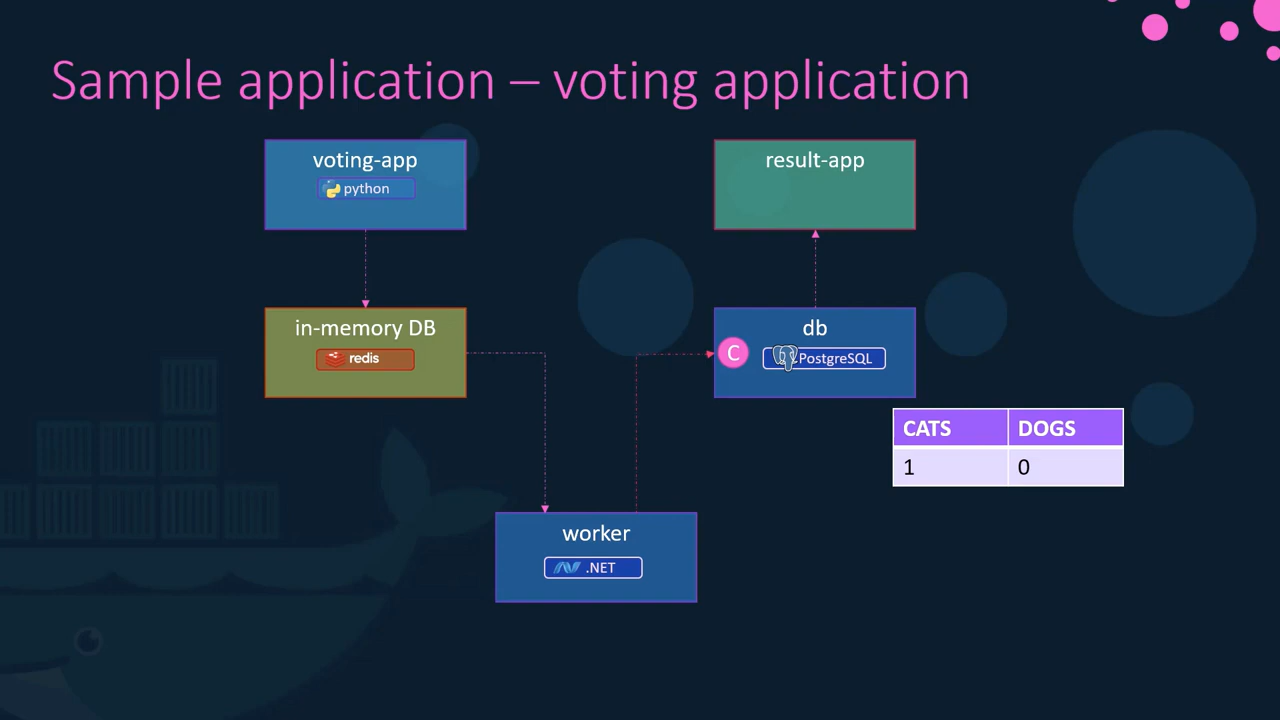 Sample application – voting application
voting-app
python
result-app
in-memory DB
redis
db
C
PostgreSQL
CATS DOGS
1 0
worker
.NET